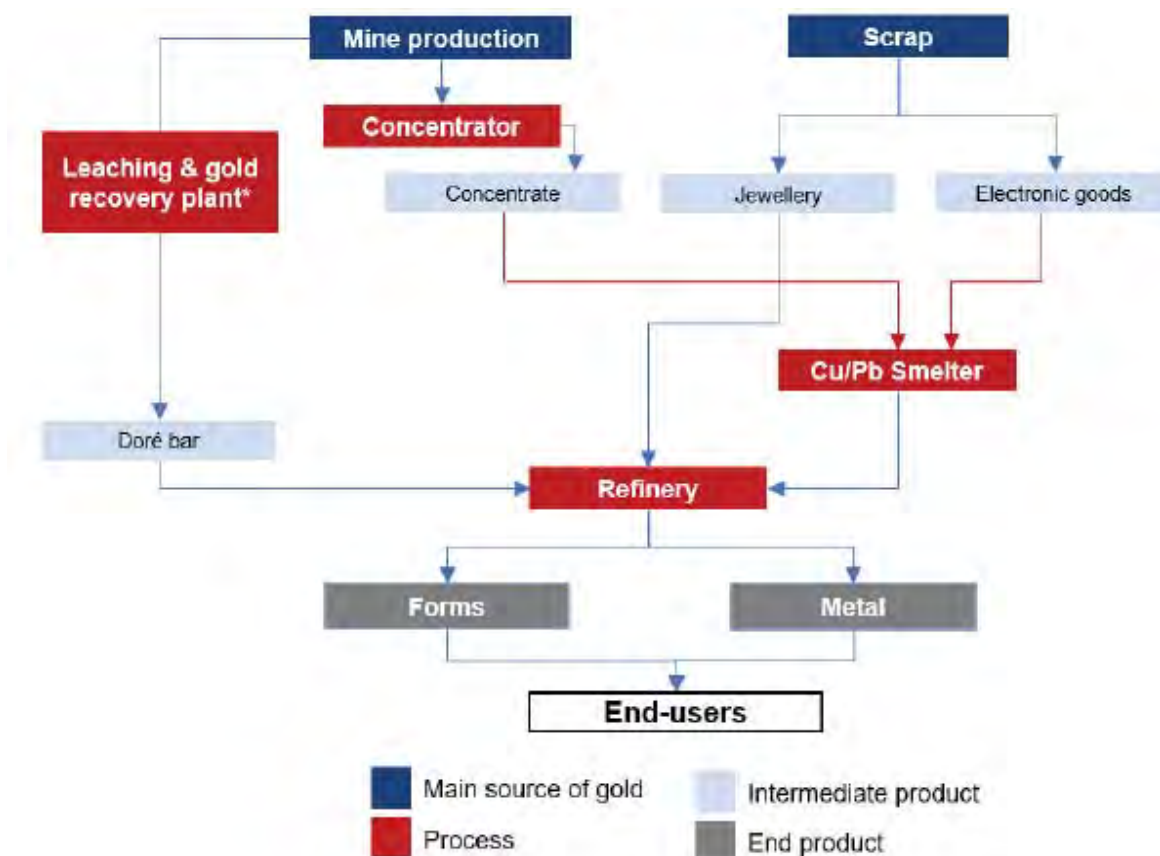 Mine production
Scrap
Concentrator
Leaching & gold
recovery plant*
Concentrate
Jewellery
Electronic goods
Cu/Pb Smelter
Doré bar
Refinery
Forms
Metal
End-users
Main source of gold
Intermediate product
Process
End product